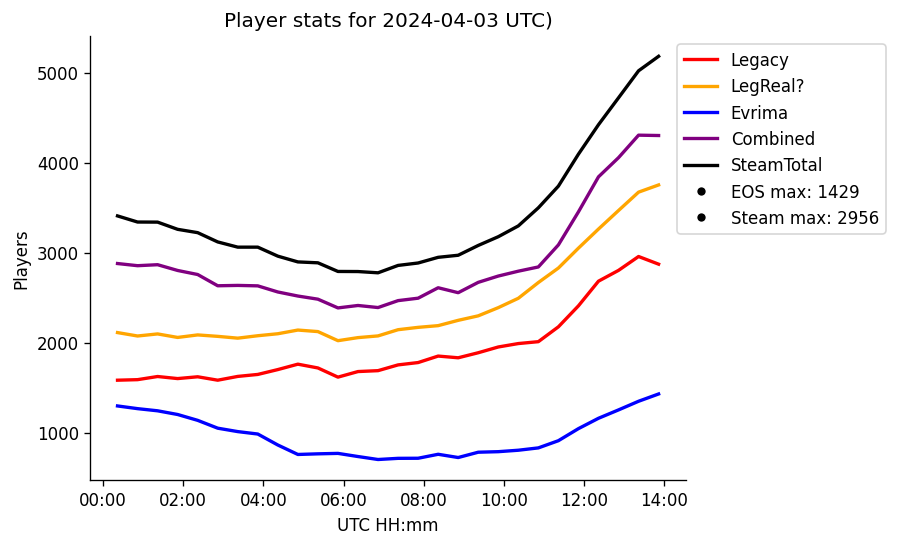 Player stats for 2024-04-03 UTC)
Legacy
LegReal?
Evrima
Combined
SteamTotal
EOS max: 1429
Steam max: 2956
Players
5000
4000
3000
2000
1000
00:00 02:00 04:00 06:00 08:00 10:00 12:00 14:00
UTC HH:mm